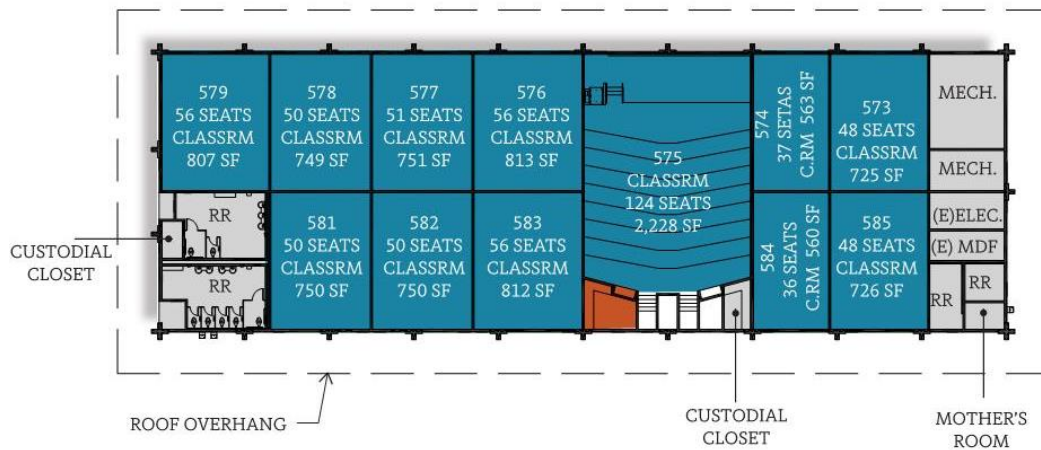 579
56 SEATS
CLASSRM
807 SF
578
50 SEATS
CLASSRM
749 SF
577
51 SEATS
CLASSRM
751 SF
576
56 SEATS
CLASSRM
813 SF
575
CLASSRM
124 SEATS
2,228 SF
574
37 SETAS
C.RM 563 SF
573
48 SEATS
CLASSRM
725 SF
MECH.
MECH.
RR
RR
581
50 SEATS
CLASSRM
750 SF
582
50 SEATS
CLASSRM
750 SF
583
56 SEATS
CLASSRM
812 SF
584
36 SEATS
C.RM 560 SF
585
48 SEATS
CLASSRM
726 SF
(E)ELEC.
(E) MDF
RR
RR
CUSTODIAL
CLOSET
ROOF OVERHANG
CUSTODIAL
CLOSET
MOTHER'S
ROOM